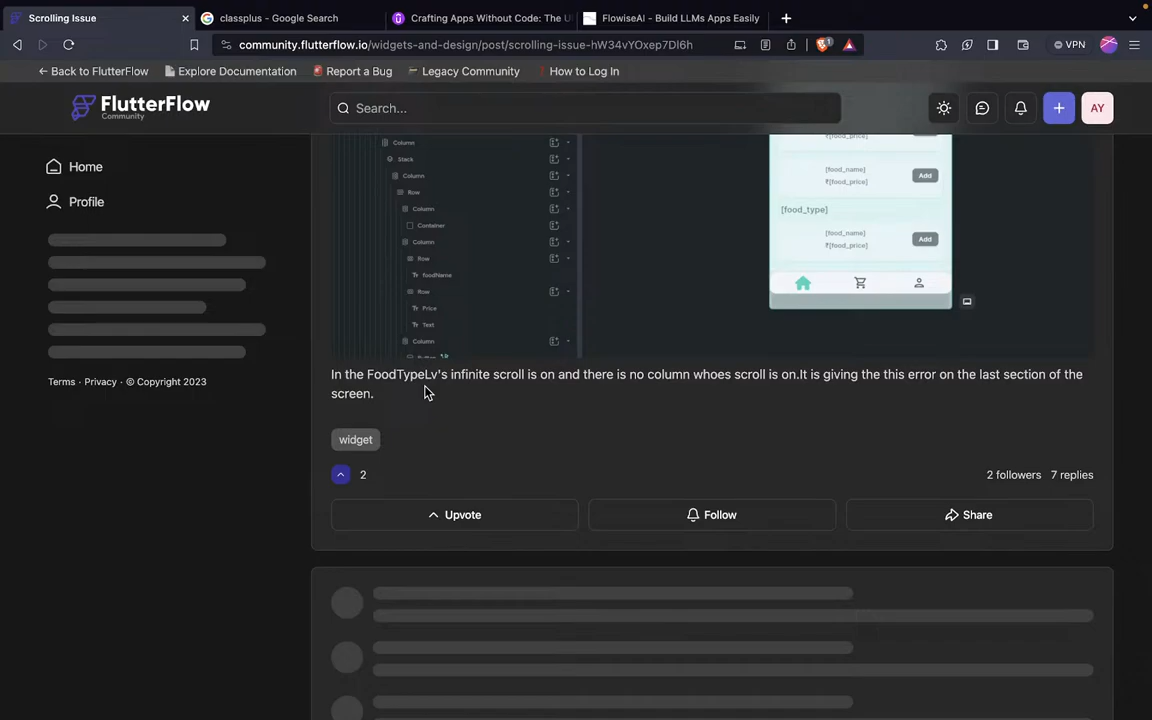 Scrolling Issue
classplus - Google Search
Crafting Apps Without Code: The U
FlowiseAI - Build LLMs Apps Easily
community.flutterflow.io/widgets-and-design/post/scrolling-issue-hW34vYOxep7DI6h
1
VPN
← Back to FlutterFlow
Explore Documentation
Report a Bug
Legacy Community
How to Log In
FlutterFlow
Community
Search...
AY
Home
Profile
Terms · Privacy · © Copyright 2023
Column
Stack
Column
Row
Column
Container
Column
Row
foodName
Row
Price
Text
Column
₹[food_price]
[food_name]
₹[food_price]
Add
[food_type]
[food_name]
₹[food_price]
Add
In the FoodTypeLv's infinite scroll is on and there is no column whoes scroll is on.It is giving the this error on the last section of the
screen.
widget
2
2 followers 7 replies
Upvote
Follow
Share